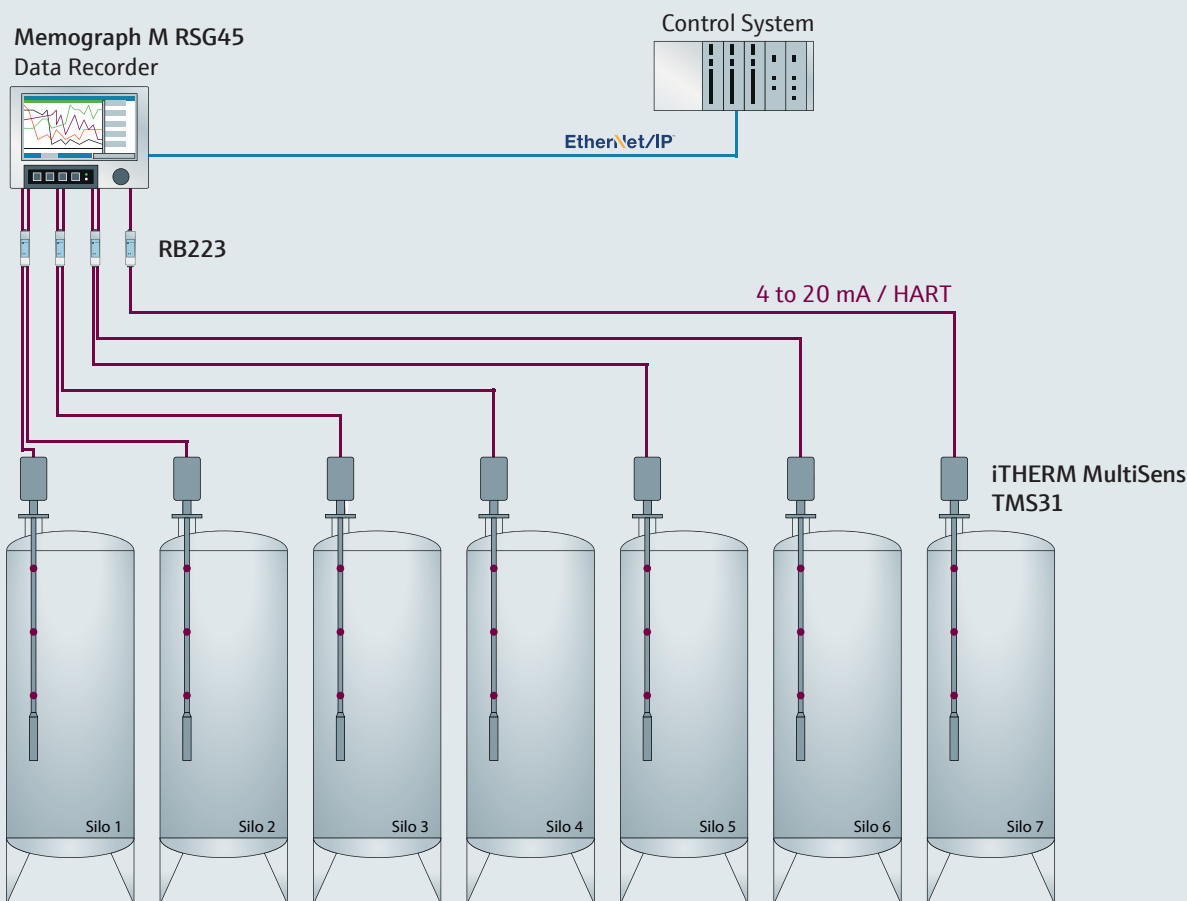 Memograph M RSG45
Data Recorder
Control System
EtherNet/IP™
RB223
4 to 20 mA / HART
iTHERM MultiSens
TMS31
Silo 1
Silo 2
Silo 3
Silo 4
Silo 5
Silo 6
Silo 7